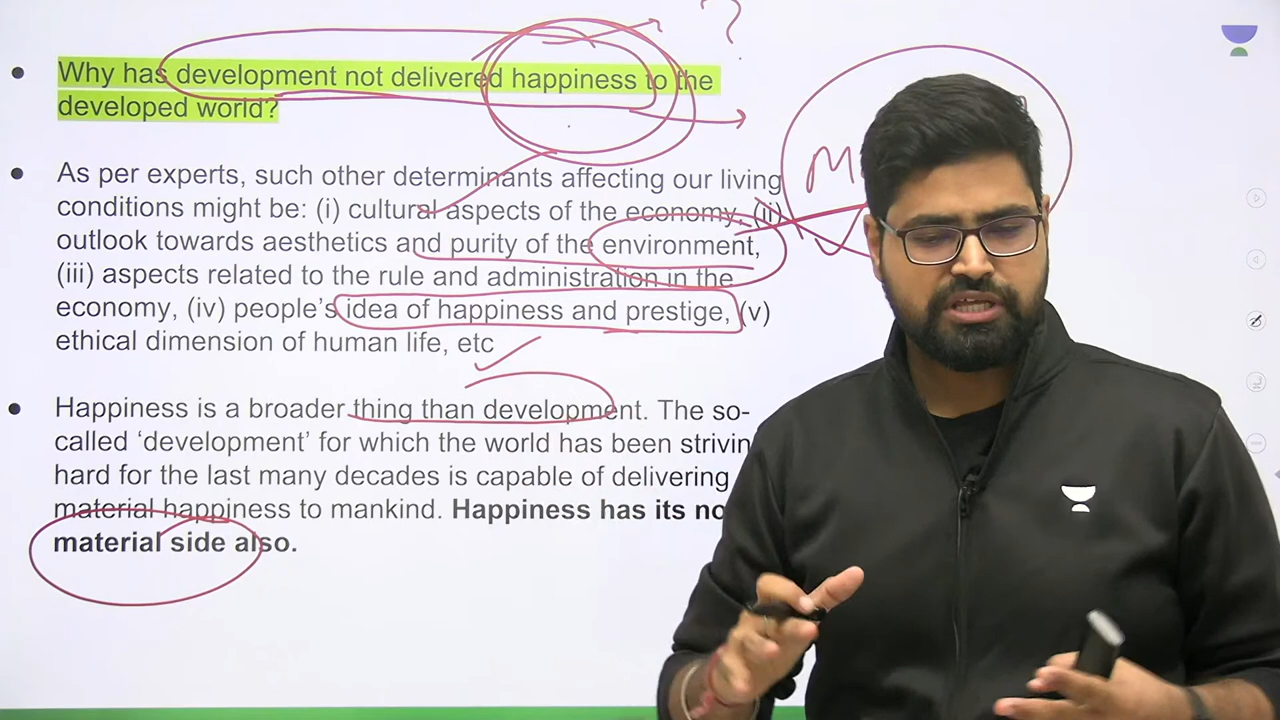 ?
Why has development not delivered happiness to the
developed world?
M
As per experts, such other determinants affecting our living
conditions might be: (i) cultural aspects of the economy, (ii)
outlook towards aesthetics and purity of the environment,
(iii) aspects related to the rule and administration in the
economy, (iv) people's idea of happiness and prestige, (v)
ethical dimension of human life, etc
Happiness is a broader thing than development. The so-
called 'development' for which the world has been strivin
hard for the last many decades is capable of delivering
material happiness to mankind. Happiness has its no
material side also.